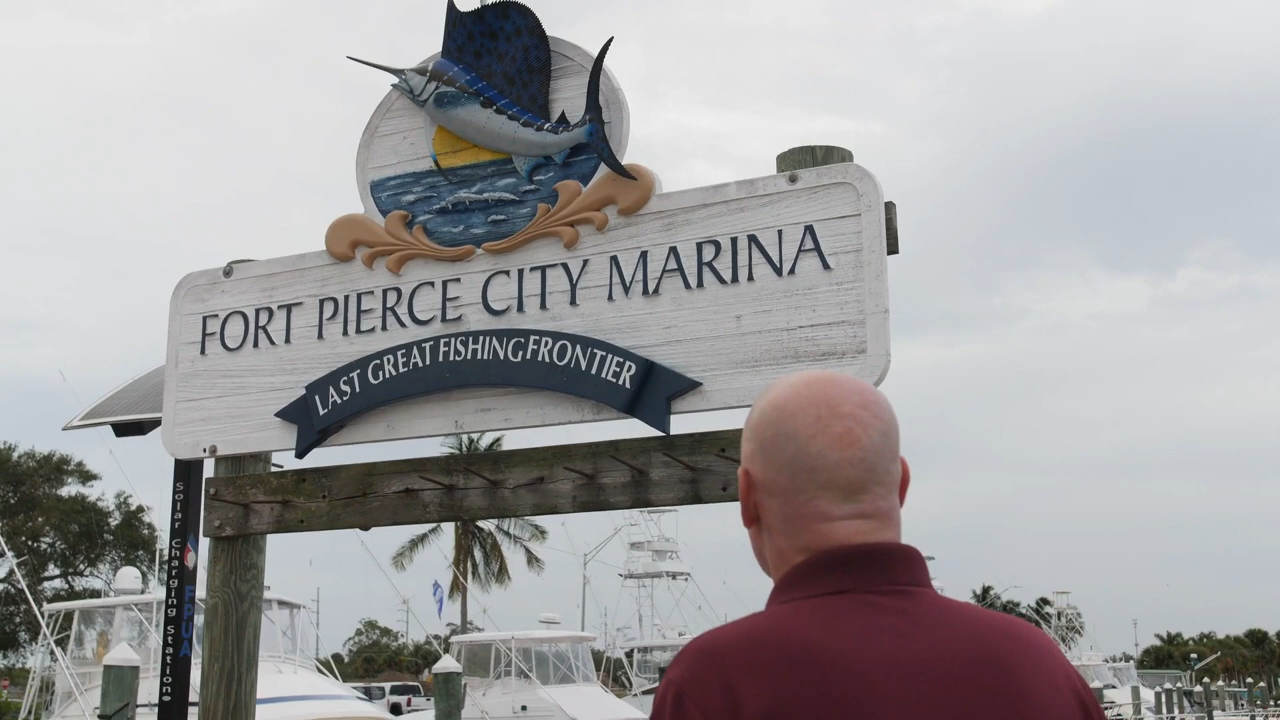 FORT PIERCE CITY MARINA
LAST GREAT FISHING FRONTIER
Solar Charging Station
FPUA